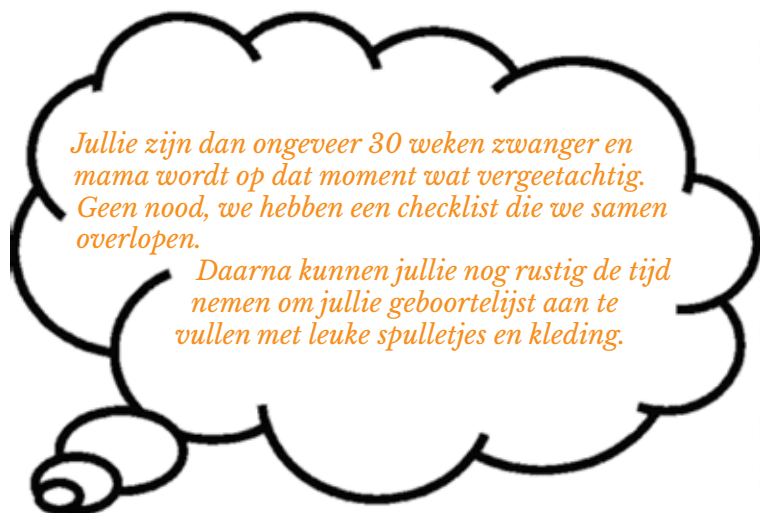 Jullie zijn dan ongeveer 30 weken zwanger en
mama wordt op dat moment wat vergeetachtig.
Geen nood, we hebben een checklist die we samen
overlopen.
Daarna kunnen jullie nog rustig de tijd
nemen om jullie geboortelijst aan te
vullen met leuke spulletjes en kleding.